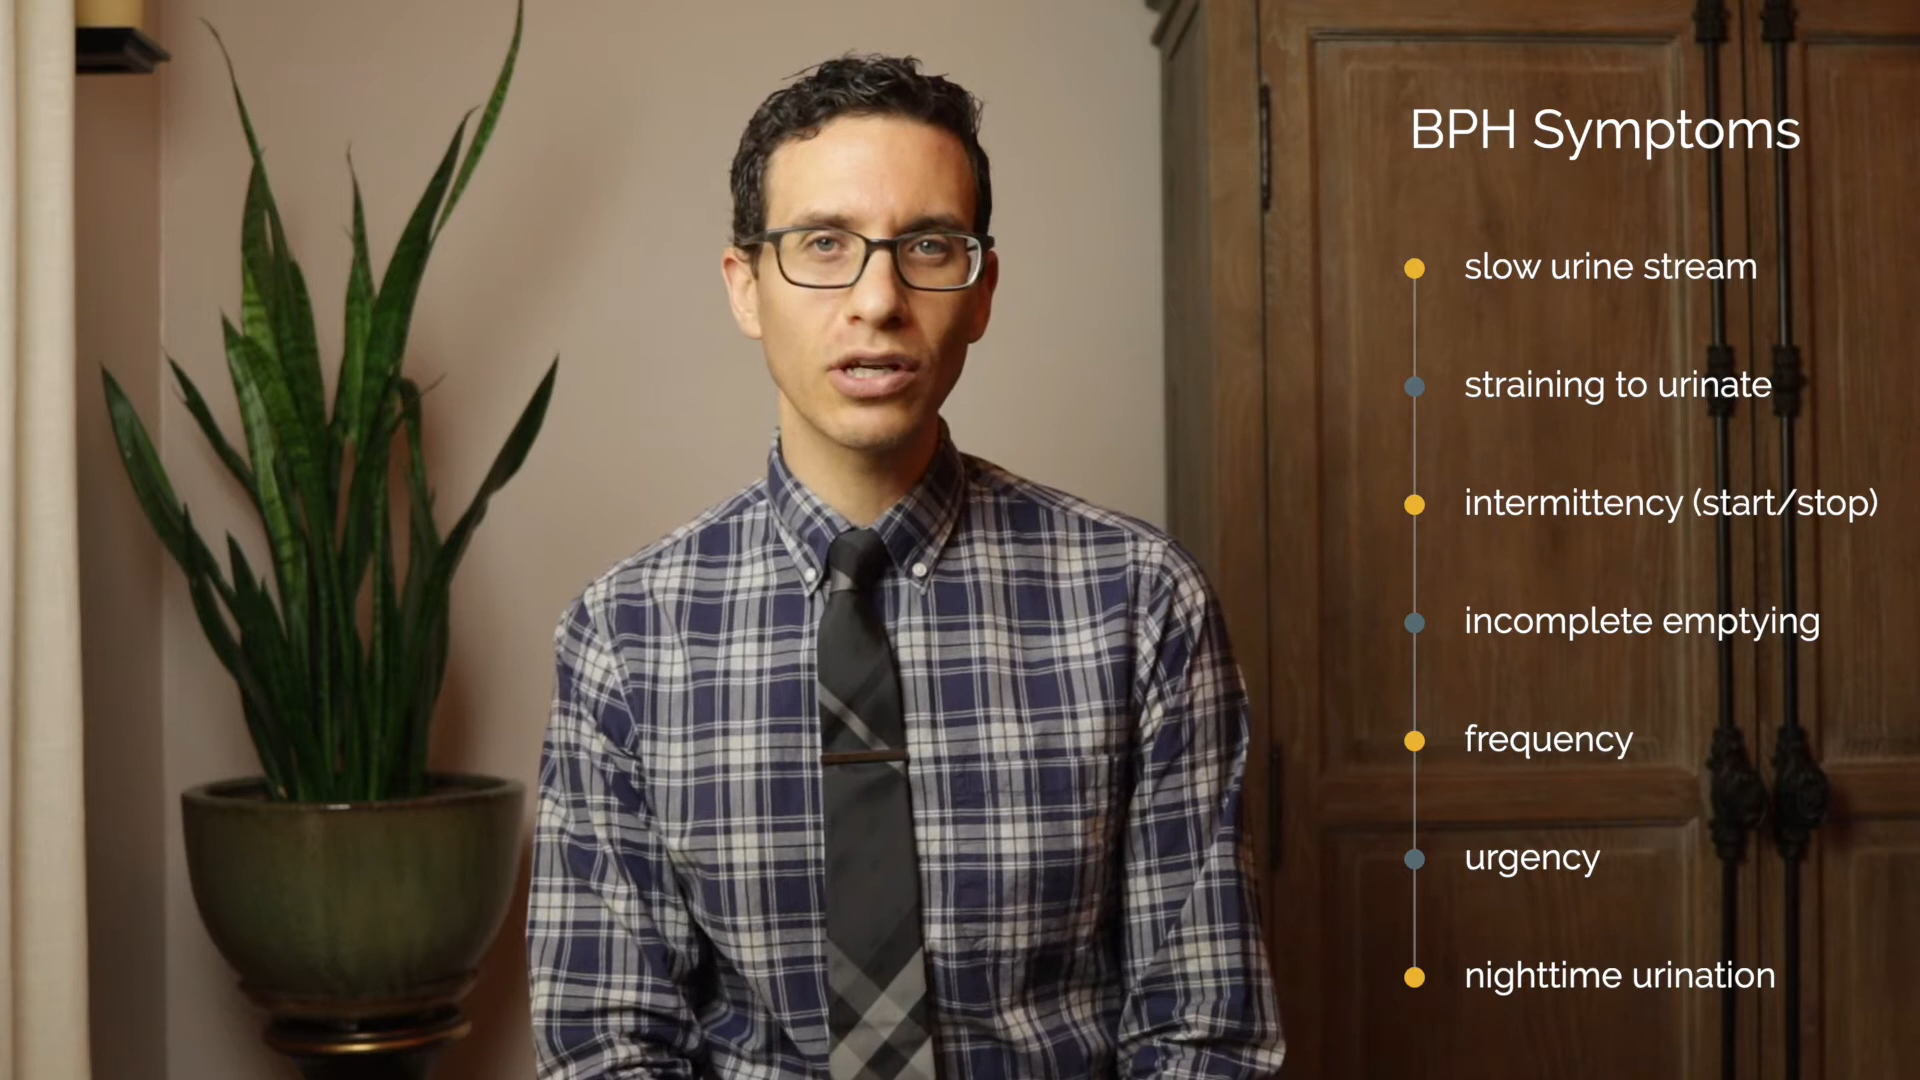 BPH Symptoms
slow urine stream
straining to urinate
intermittency (start/stop)
incomplete emptying
frequency
urgency
nighttime urination